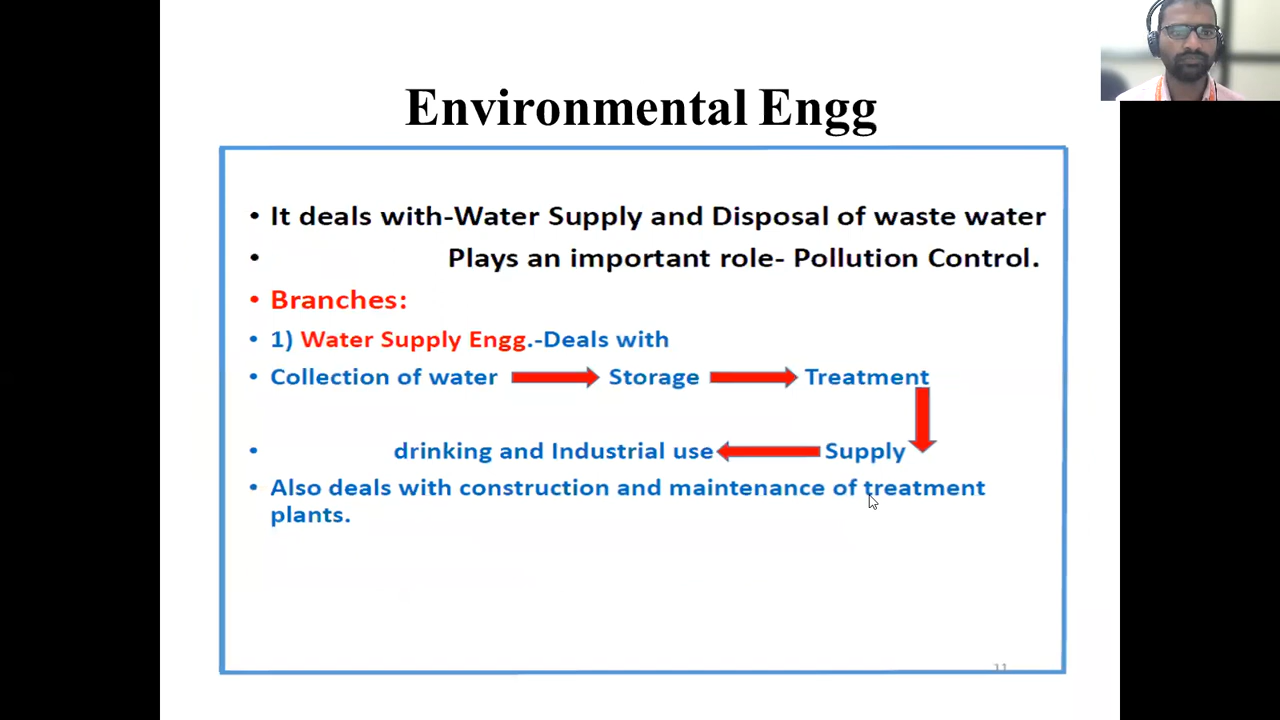 Environmental Engg
• It deals with-Water Supply and Disposal of waste water
• Plays an important role- Pollution Control.
• Branches:
• 1) Water Supply Engg.-Deals with
• Collection of water Storage Treatment
• drinking and Industrial use Supply
• Also deals with construction and maintenance of treatment
plants.
11